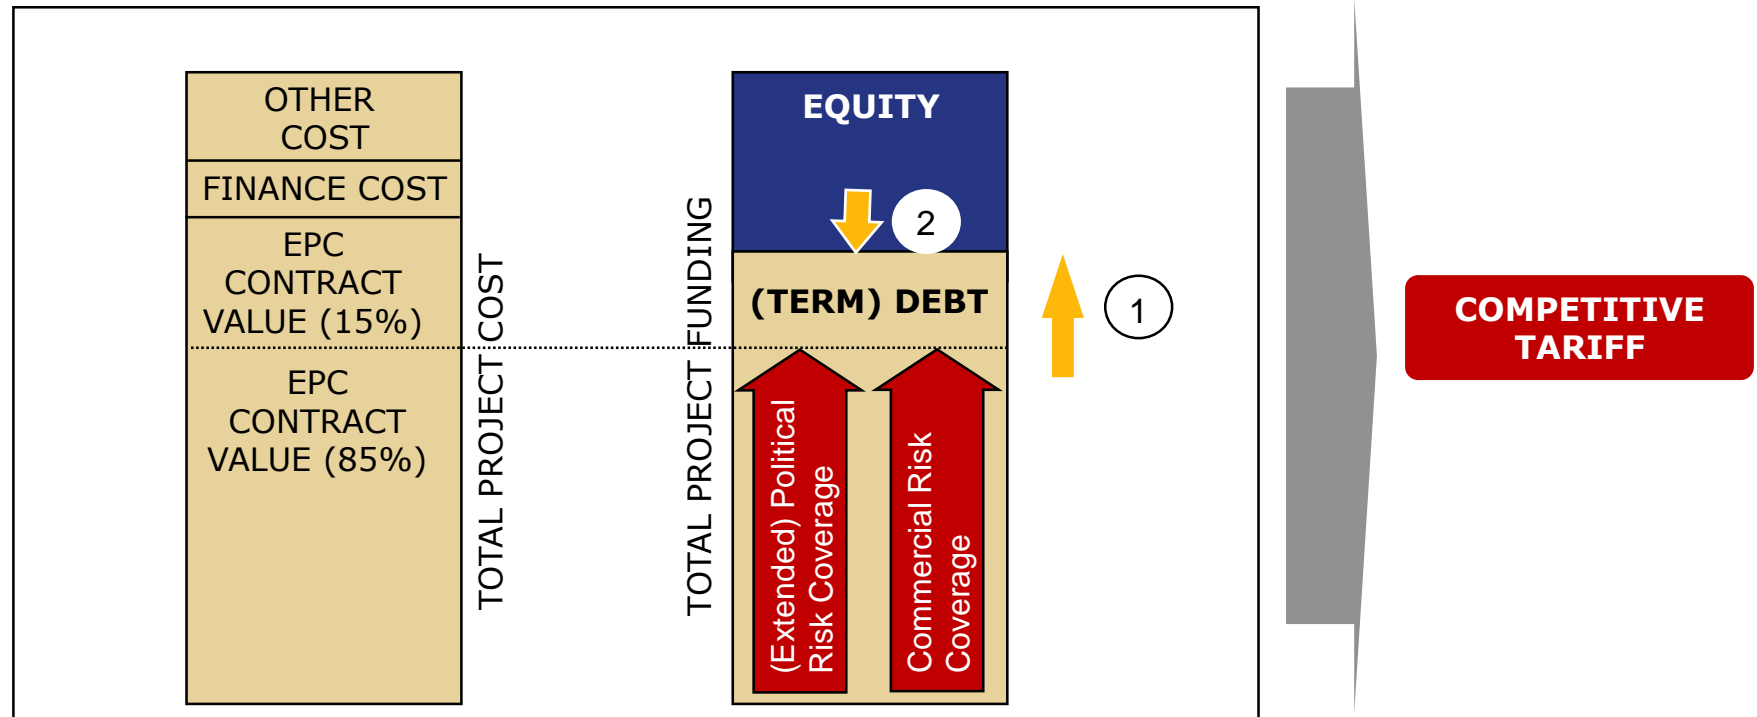 OTHER
COST
FINANCE COST
EPC
CONTRACT
VALUE (15%)
EPC
CONTRACT
VALUE (85%)
TOTAL PROJECT COST
TOTAL PROJECT FUNDING
EQUITY
2
(TERM) DEBT
1
(Extended) Political
Risk Coverage
Commercial Risk
Coverage
COMPETITIVE
TARIFF